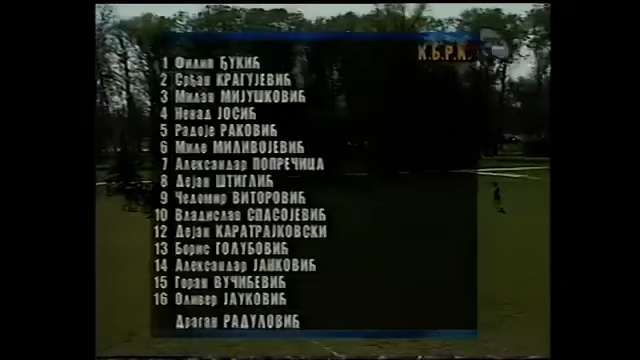 К.Б.Р.К.
1 Филип ЂУКИЋ
2 Срђан КРАГУЈЕВИЋ
3 Милан МИЈУШКОВИЋ
4 Ненад ЈОСИЋ
5 Радоје РАКОВИЋ
6 Миле МИЛИВОЈЕВИЋ
7 Александар ПОПРЕЧИЦА
8 Дејан ШТИГЛИЋ
9 Чедомир ВИТОРОВИЋ
10 Владислав СПАСОЈЕВИЋ
12 Дејан КАРАТРАЈКОВСКИ
13 Борис ГОЛУБОВИЋ
14 Александар ЈАНКОВИЋ
15 Горан ВУЧИЋЕВИЋ
16 Оливер ЈАУКОВИЋ
Драган РАДУЛОВИЋ